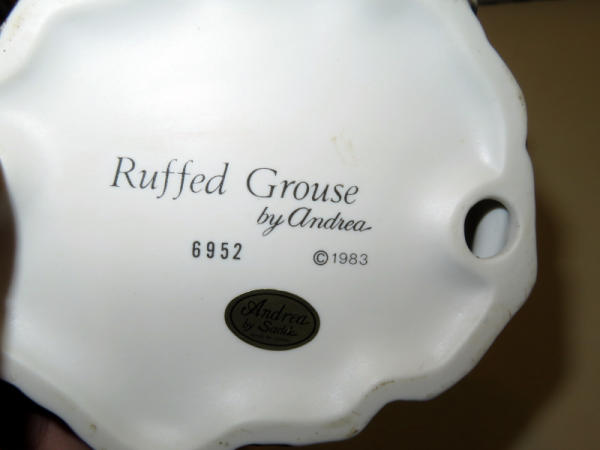 Ruffed Grouse
by Andrea
6952 ©1983
Andrea
by Sadek